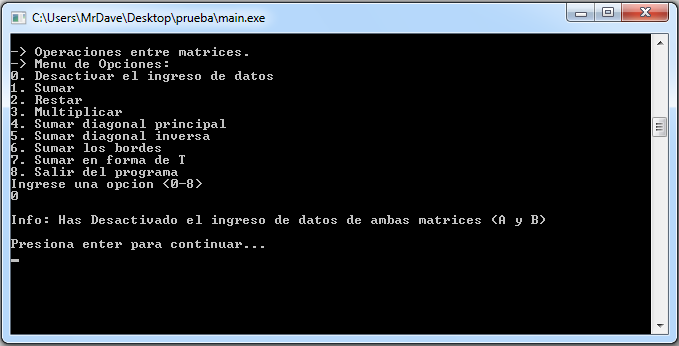 C:\Users\MrDave\Desktop\prueba\main.exe
-> Operaciones entre matrices.
-> Menu de Opciones:
0. Desactivar el ingreso de datos
1. Sumar
2. Restar
3. Multiplicar
4. Sumar diagonal principal
5. Sumar diagonal inversa
6. Sumar los bordes
7. Sumar en forma de T
8. Salir del programa
Ingrese una opcion <0-8>
0
Info: Has Desactivado el ingreso de datos de ambas matrices (A y B)
Presiona enter para continuar...